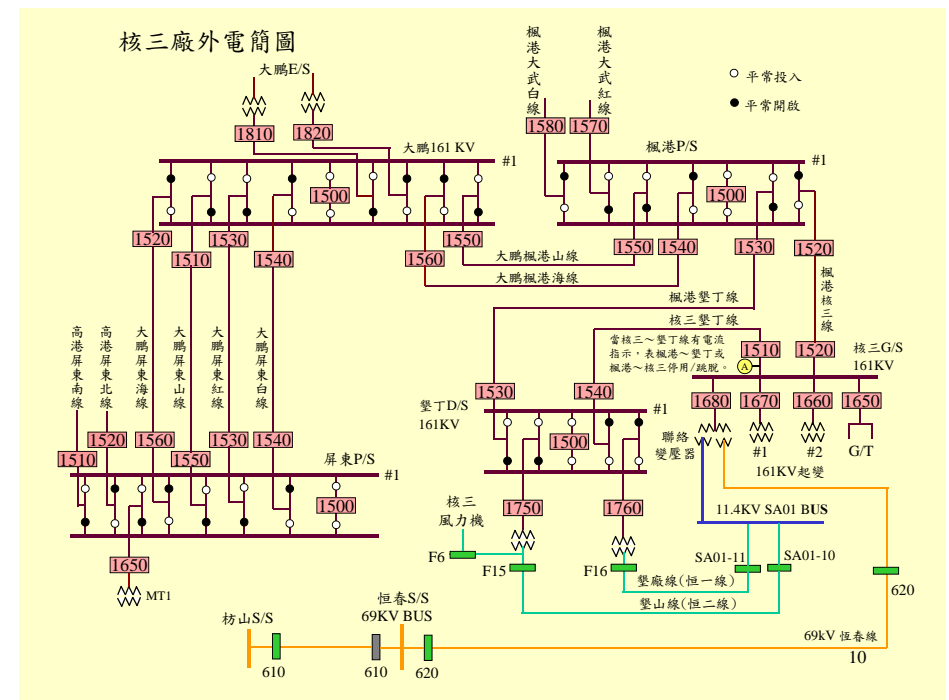 核三廠外電簡圖
大鵬E/S
楓港大武白線
楓港大武紅線
平常投入
平常開啟
1810
1820
1580
1570
大鵬161 KV
#1
楓港P/S
#1
1500
1500
1520
1510
1530
1540
1560
1550
1550
1540
1530
1520
大鵬楓港山線
大鵬楓港海線
楓港核三線
楓港墾丁線
核三墾丁線
當核三～墾丁線有電流
指示，表楓港～墾丁或
楓港～核三停用/跳脫。
A
1510
1520
核三G/S
161KV
高港屏東南線
高港屏東北線
大鵬屏東海線
大鵬屏東山線
大鵬屏東紅線
大鵬屏東白線
1530
1540
1680
1670
1660
1650
墾丁D/S
161KV
#1
1500
聯絡
變壓器
#1
#2
G/T
161KV起變
1510
1520
1560
1550
1530
1540
屏東P/S
#1
1500
1650
MT1
核三
風力機
1750
1760
11.4KV SA01 BUS
F6
F15
F16
SA01-11
SA01-10
墾廠線(恒一線)
墾山線(恒二線)
620
枋山S/S
恒春S/S
69KV BUS
610
610
620
69kV 恆春線
10